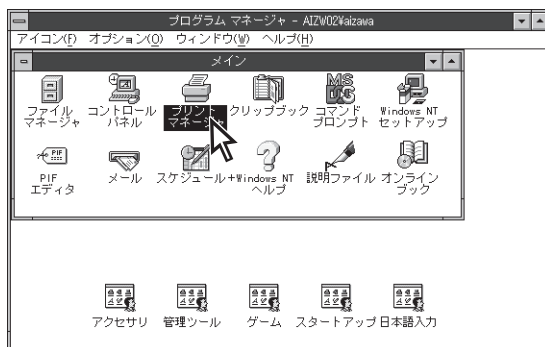 プログラム マネージャ - AIZW02¥aizawa
アイコン(F) オプション(O) ウィンドウ(W) ヘルプ(H)
メイン
ファイル
マネージャ
コントロール
パネル
プリント
マネージャ
クリップブック
MS
DOS
コマンド
プロンプト
Windows NT
セットアップ
PIF
PIF
エディタ
メール
スケジュール+
Windows NT
ヘルプ
説明ファイル
オンライン
ブック
アクセサリ
管理ツール
ゲーム
スタートアップ
日本語入力